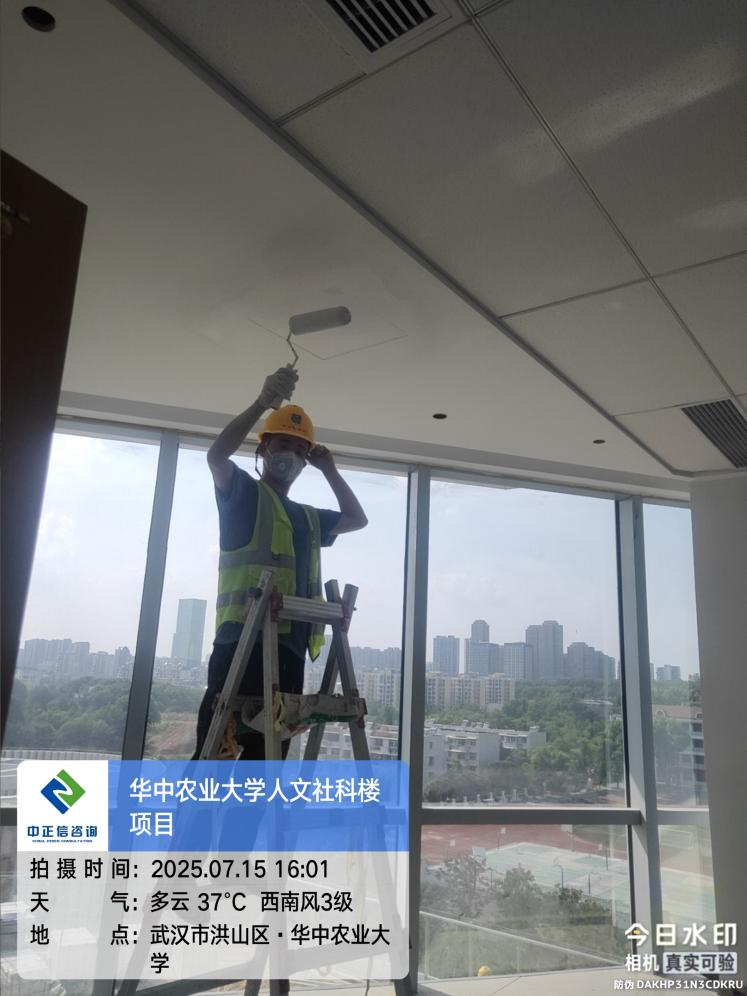 华中农业大学人文社科楼
项目
中正信咨询
CHINA ZOSEN CONSULTATION
拍摄时间：2025.07.15 16:01
天气：多云 37℃ 西南风3级
地点：武汉市洪山区·华中农业大
学
今日水印
相机 真实可验
防伪 DAKHP31N3CDKRU